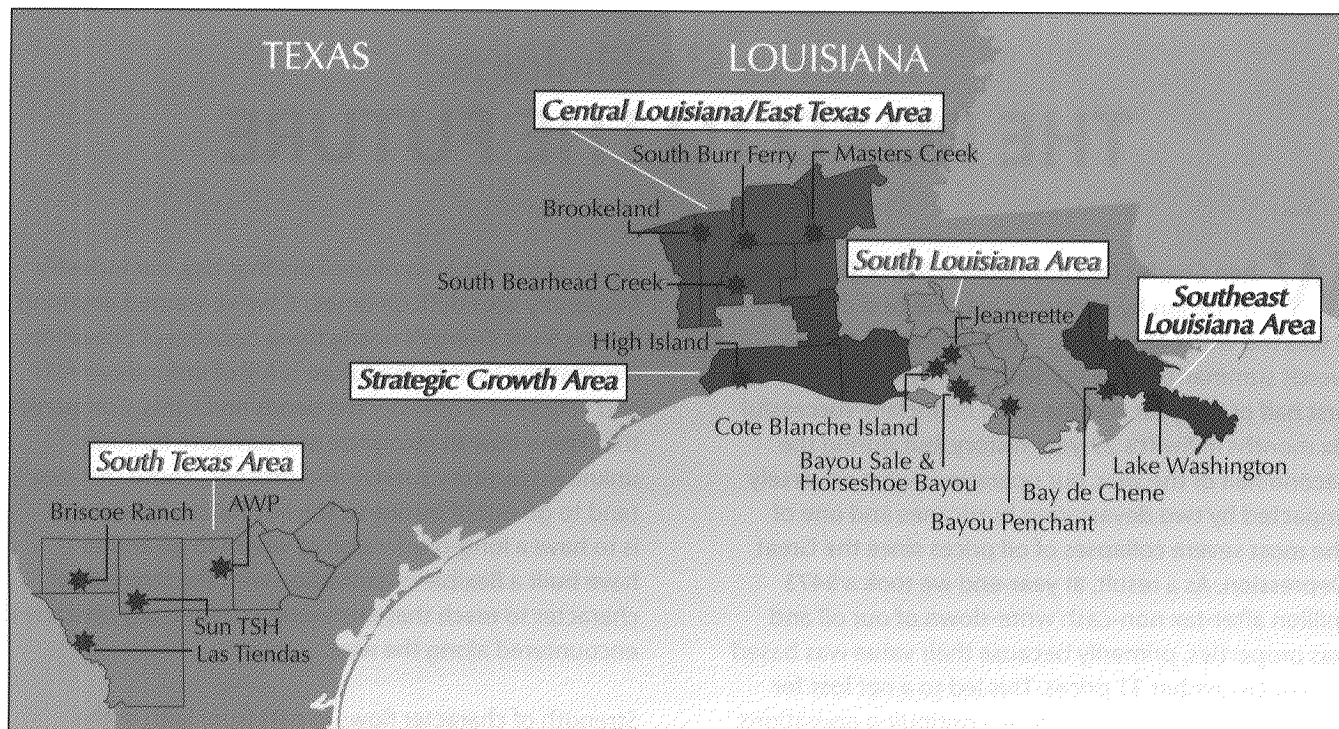 TEXAS
LOUISIANA
Central Louisiana/East Texas Area
South Burr Ferry
Masters Creek
Brookeland
South Louisiana Area
South Bearhead Creek
Jeanerette
Southeast
Louisiana Area
High Island
Strategic Growth Area
Cote Blanche Island
Bayou Sale &
Horseshoe Bayou
Lake Washington
Bay de Chene
Bayou Penchant
South Texas Area
Briscoe Ranch
AWP
Sun TSH
Las Tiendas